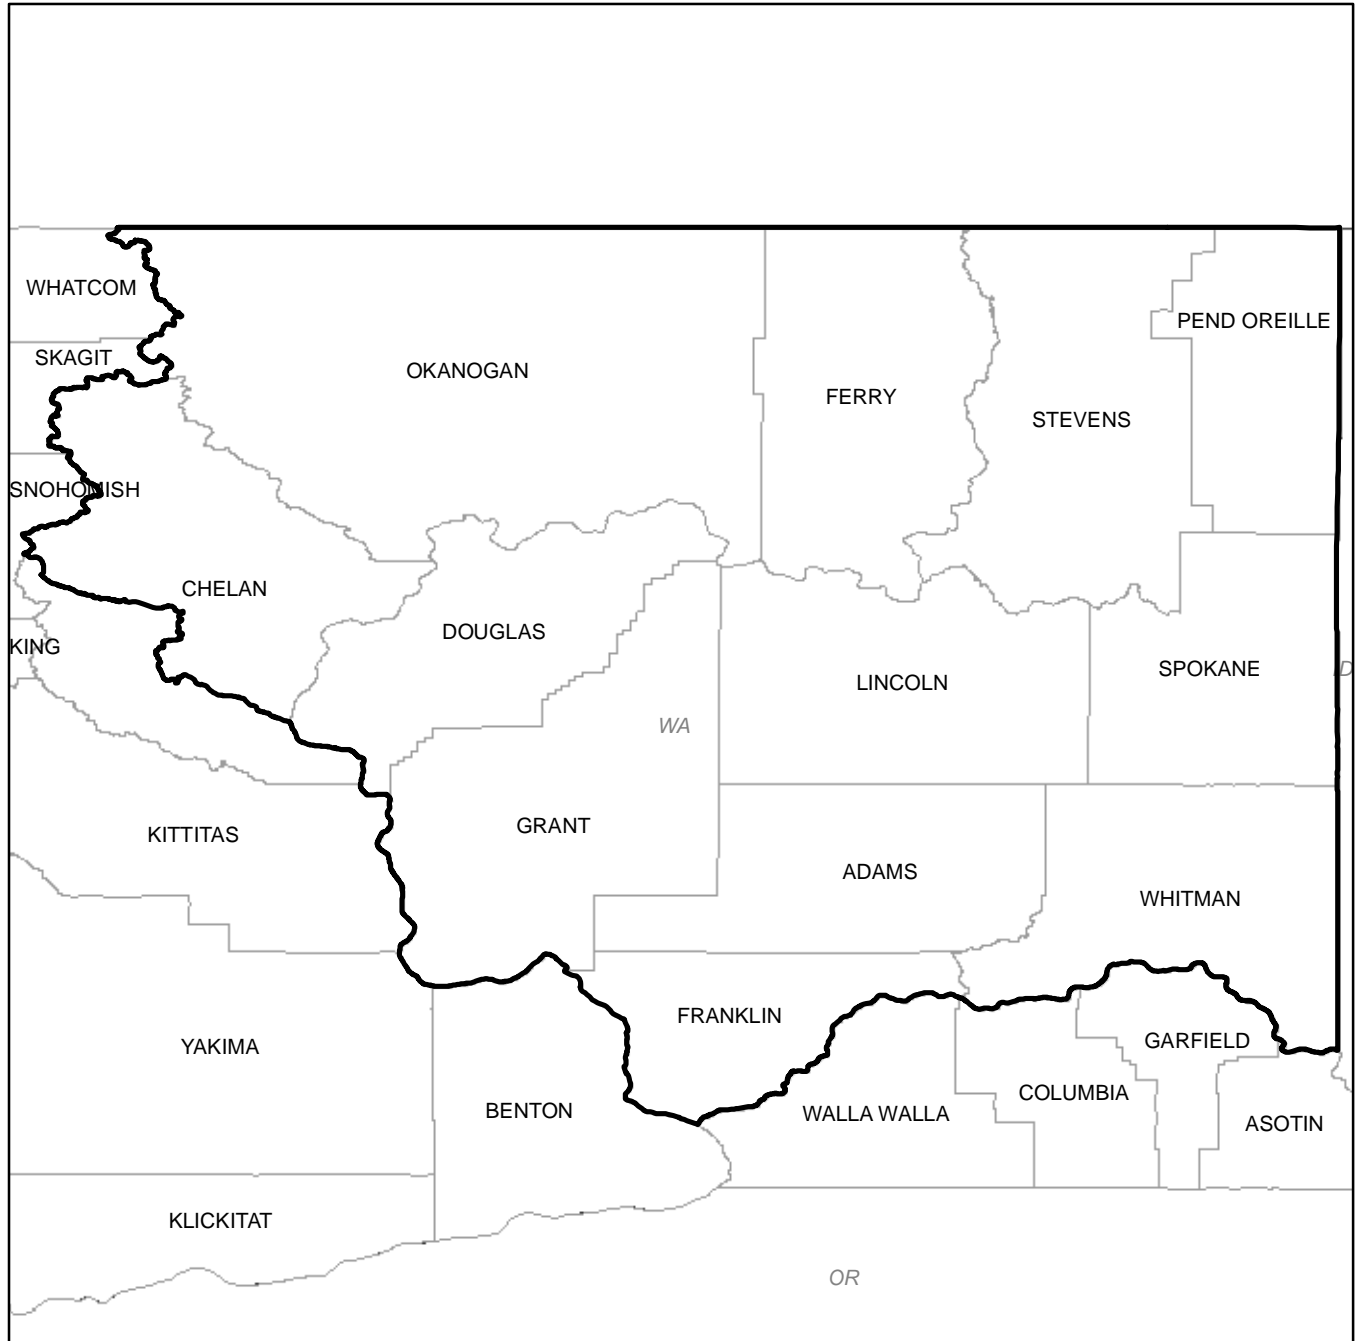 WHATCOM
PEND OREILLE
SKAGIT
OKANOGAN
FERRY
STEVENS
SNOHOMISH
CHELAN
DOUGLAS
KING
SPOKANE
D
LINCOLN
WA
GRANT
KITTITAS
ADAMS
WHITMAN
FRANKLIN
GARFIELD
YAKIMA
COLUMBIA
BENTON
WALLA WALLA
ASOTIN
KLICKITAT
OR